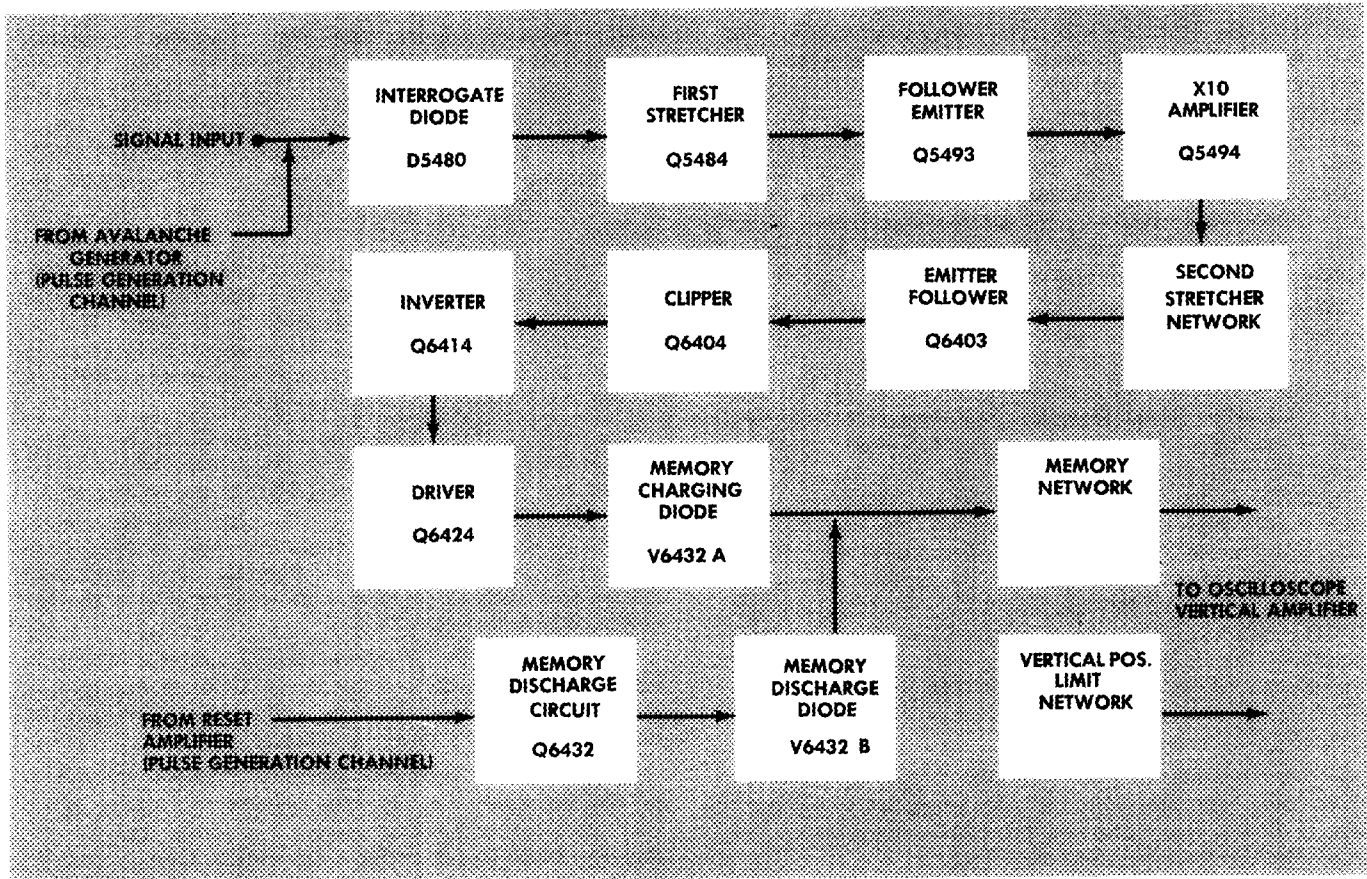 INTERROGATE
DIODE
D5480
FIRST
STRETCHER
Q5484
FOLLOWER
EMITTER
Q5493
X10
AMPLIFIER
Q5494
SIGNAL INPUT
FROM AVALANCHE
GENERATOR
(PULSE GENERATION
CHANNEL)
INVERTER
Q6414
CLIPPER
Q6404
EMITTER
FOLLOWER
Q6403
SECOND
STRETCHER
NETWORK
DRIVER
Q6424
MEMORY
CHARGING
DIODE
V6432 A
MEMORY
NETWORK
TO OSCILLOSCOPE
VERTICAL AMPLIFIER
FROM RESET
AMPLIFIER
(PULSE GENERATION CHANNEL)
MEMORY
DISCHARGE
CIRCUIT
Q6432
MEMORY
DISCHARGE
DIODE
V6432 B
VERTICAL POS.
LIMIT
NETWORK